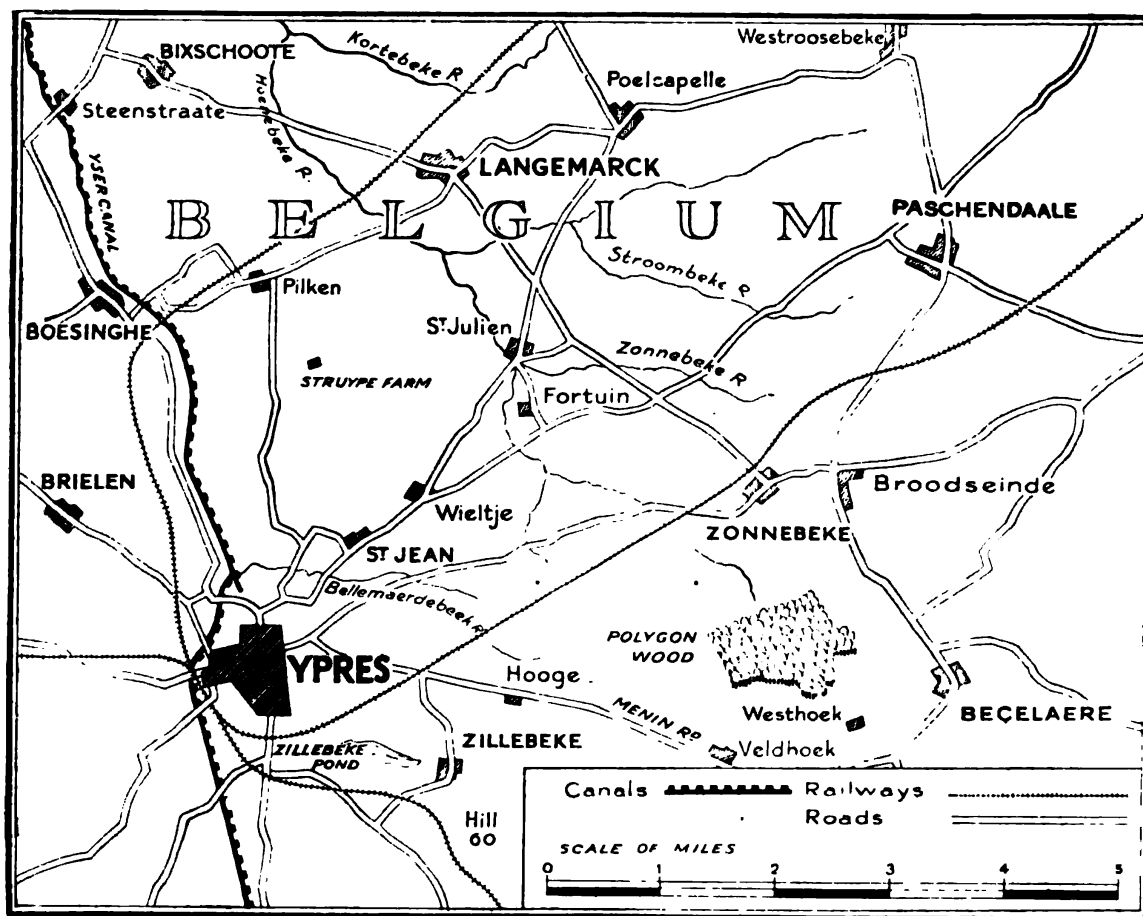 Westroosebeke
Kortebeke R
BIXSCHOOTE
Poelcapelle
Steenstraate
Huenebeke R.
LANGEMARCK
YSER CANAL
BELGIUM
PASCHENDAALE
Stroombeke R
Pilken
BOESINGHE
ST JULIEN
Zonnebeke R
STRUYPE FARM
Fortuin
BRIELEN
Wieltje
Broodseinde
ZONNEBEKE
ST JEAN
Bellemaerdebeek R
POLYGON
WOOD
YPRES
Hooge
MENIN RD
Westhoek
BEÇELAERE
ZILLEBEKE
Veldhoek
ZILLEBEKE
POND
Hill
60
Canals Railways
Roads
SCALE OF MILES
0 1 2 3 4 5